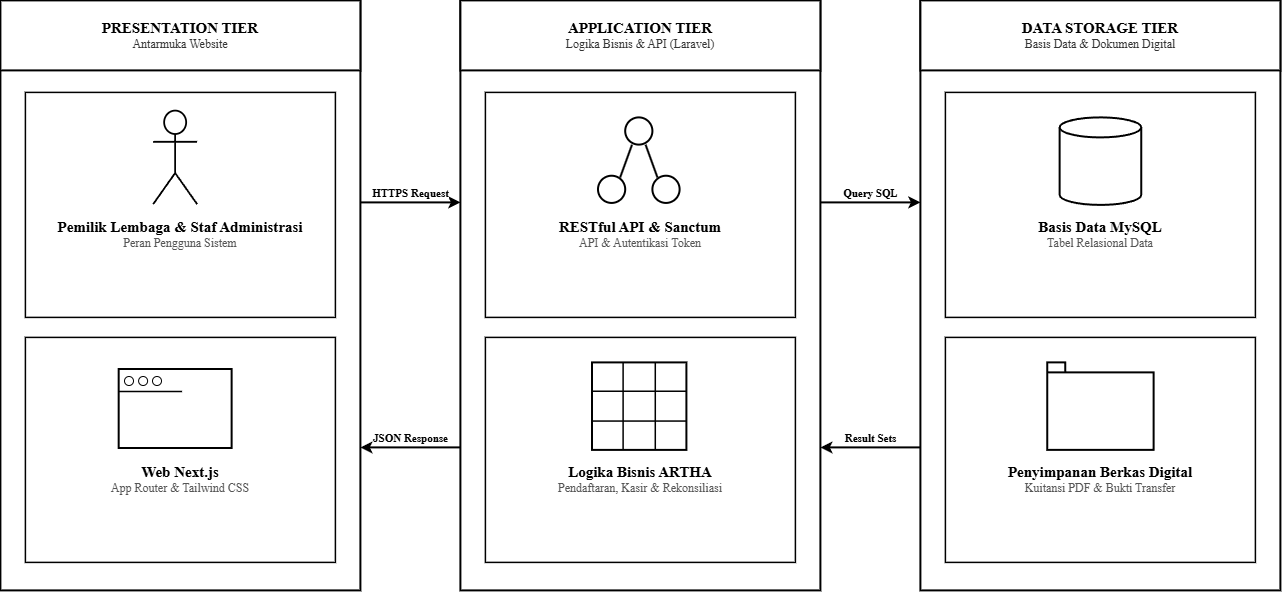 PRESENTATION TIER
Antarmuka Website
Pemilik Lembaga & Staf Administrasi
Peran Pengguna Sistem
Web Next.js
App Router & Tailwind CSS
HTTPS Request
JSON Response
APPLICATION TIER
Logika Bisnis & API (Laravel)
RESTful API & Sanctum
API & Autentikasi Token
Logika Bisnis ARTHA
Pendaftaran, Kasir & Rekonsiliasi
Query SQL
Result Sets
DATA STORAGE TIER
Basis Data & Dokumen Digital
Basis Data MySQL
Tabel Relasional Data
Penyimpanan Berkas Digital
Kuitansi PDF & Bukti Transfer